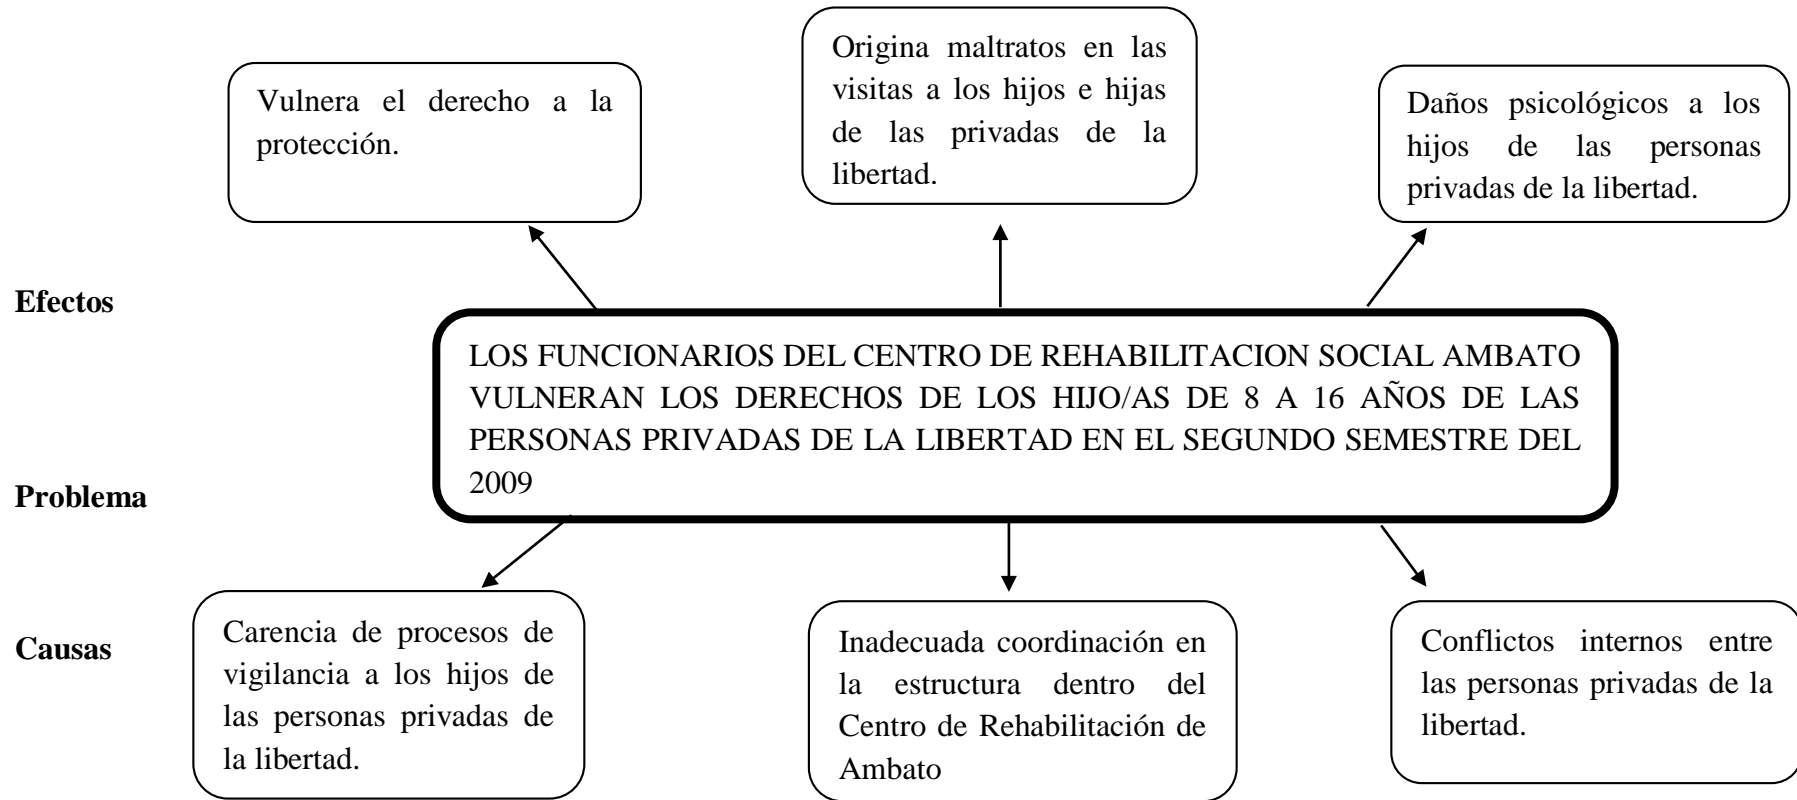 Vulnera el derecho a la
protección.
Origina maltratos en las
visitas a los hijos e hijas
de las privadas de la
libertad.
Daños psicológicos a los
hijos de las personas
privadas de la libertad.
Efectos
LOS FUNCIONARIOS DEL CENTRO DE REHABILITACION SOCIAL AMBATO
VULNERAN LOS DERECHOS DE LOS HIJO/AS DE 8 A 16 AÑOS DE LAS
PERSONAS PRIVADAS DE LA LIBERTAD EN EL SEGUNDO SEMESTRE DEL
2009
Problema
Causas
Carencia de procesos de
vigilancia a los hijos de
las personas privadas de
la libertad.
Inadecuada coordinación en
la estructura dentro del
Centro de Rehabilitación de
Ambato
Conflictos internos entre
las personas privadas de la
libertad.